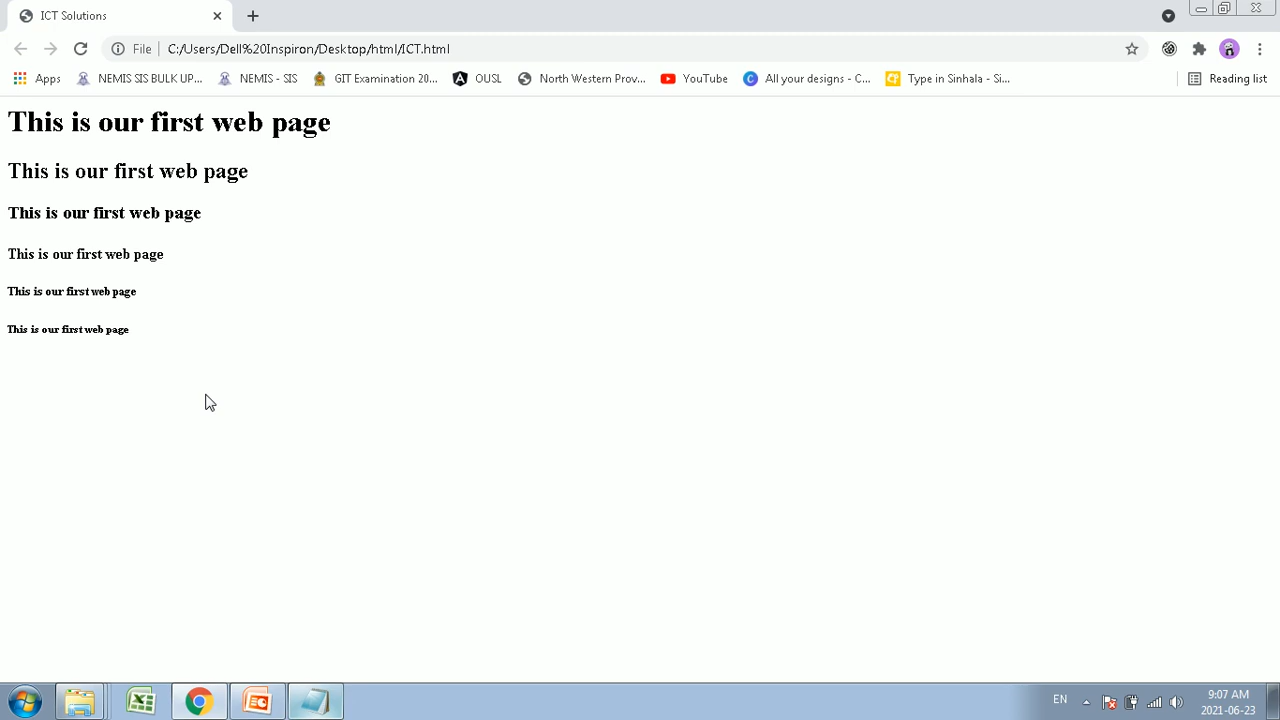 ICT Solutions
File
C:/Users/Dell%20Inspiron/Desktop/html/ICT.html
Apps
NEMIS SIS BULK UP...
NEMIS - SIS
GIT Examination 20...
OUSL
North Western Prov...
YouTube
All your designs - C...
Type in Sinhala - Si...
Reading list
This is our first web page
This is our first web page
This is our first web page
This is our first web page
This is our first web page
This is our first web page
EN
9:07 AM
2021-06-23